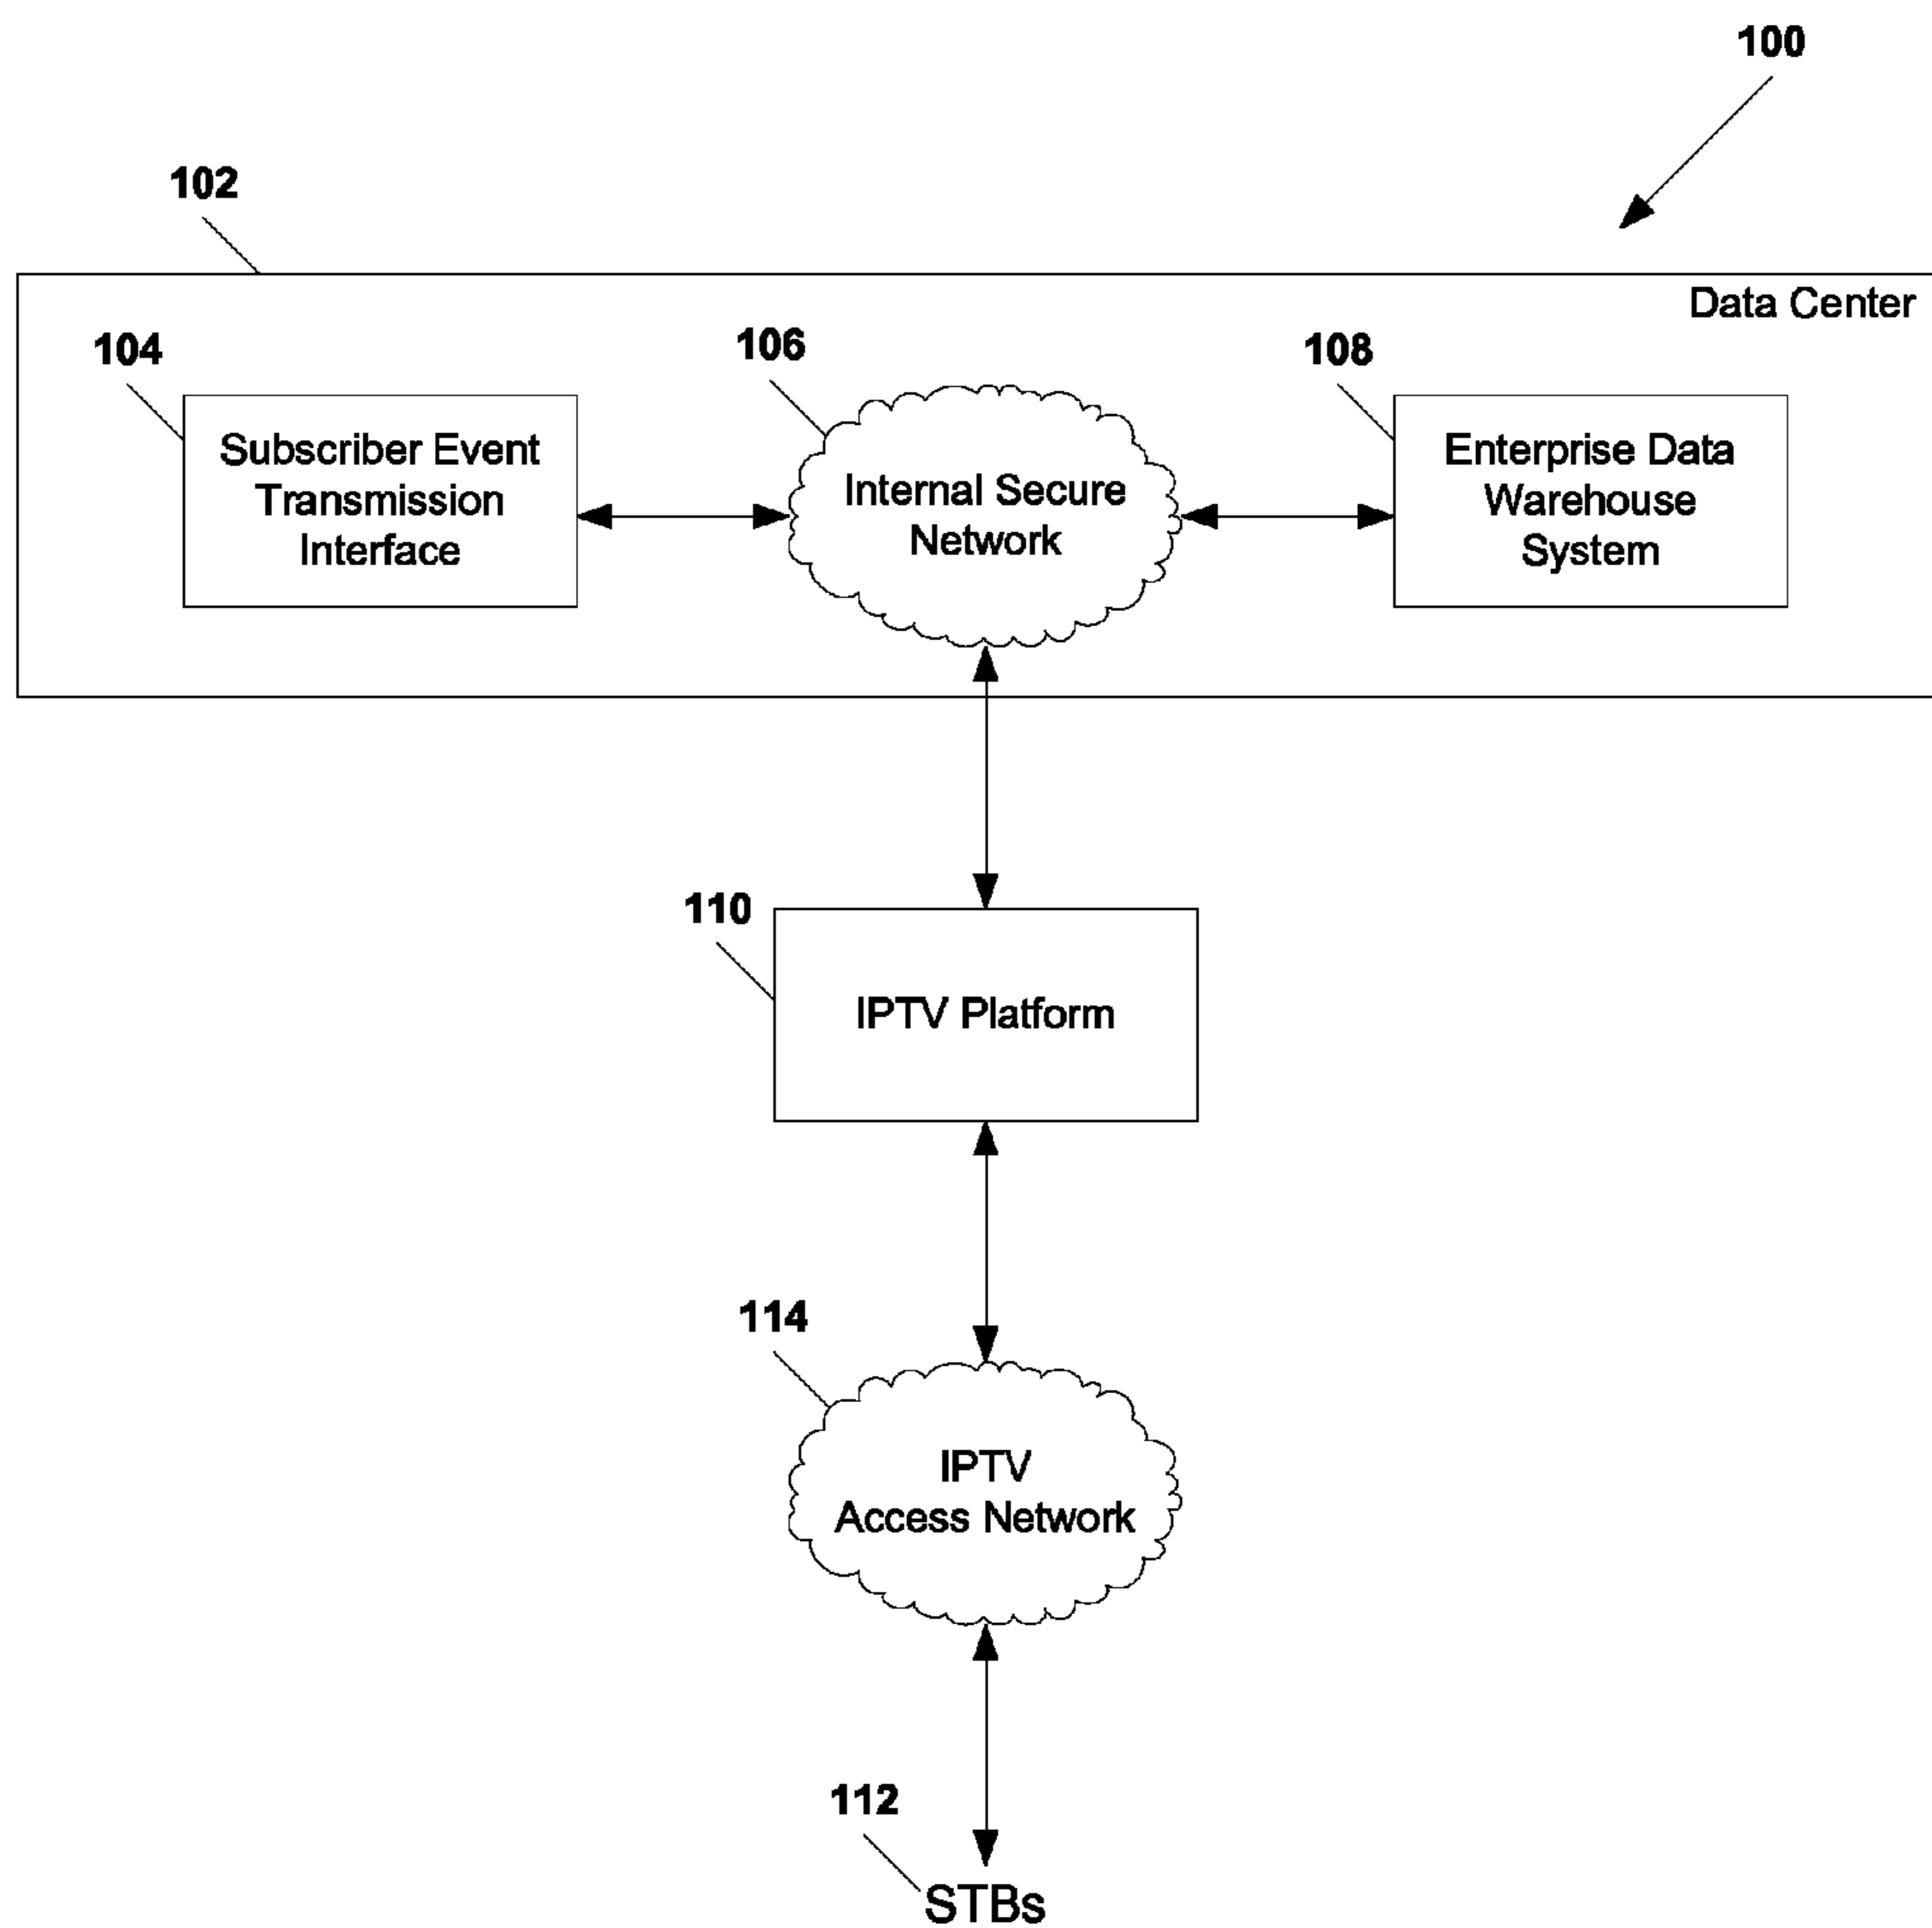 100
102
Data Center
104
106
108
Subscriber Event
Transmission
Interface
Internal Secure
Network
Enterprise Data
Warehouse
System
110
IPTV Platform
114
IPTV
Access Network
112
STBs